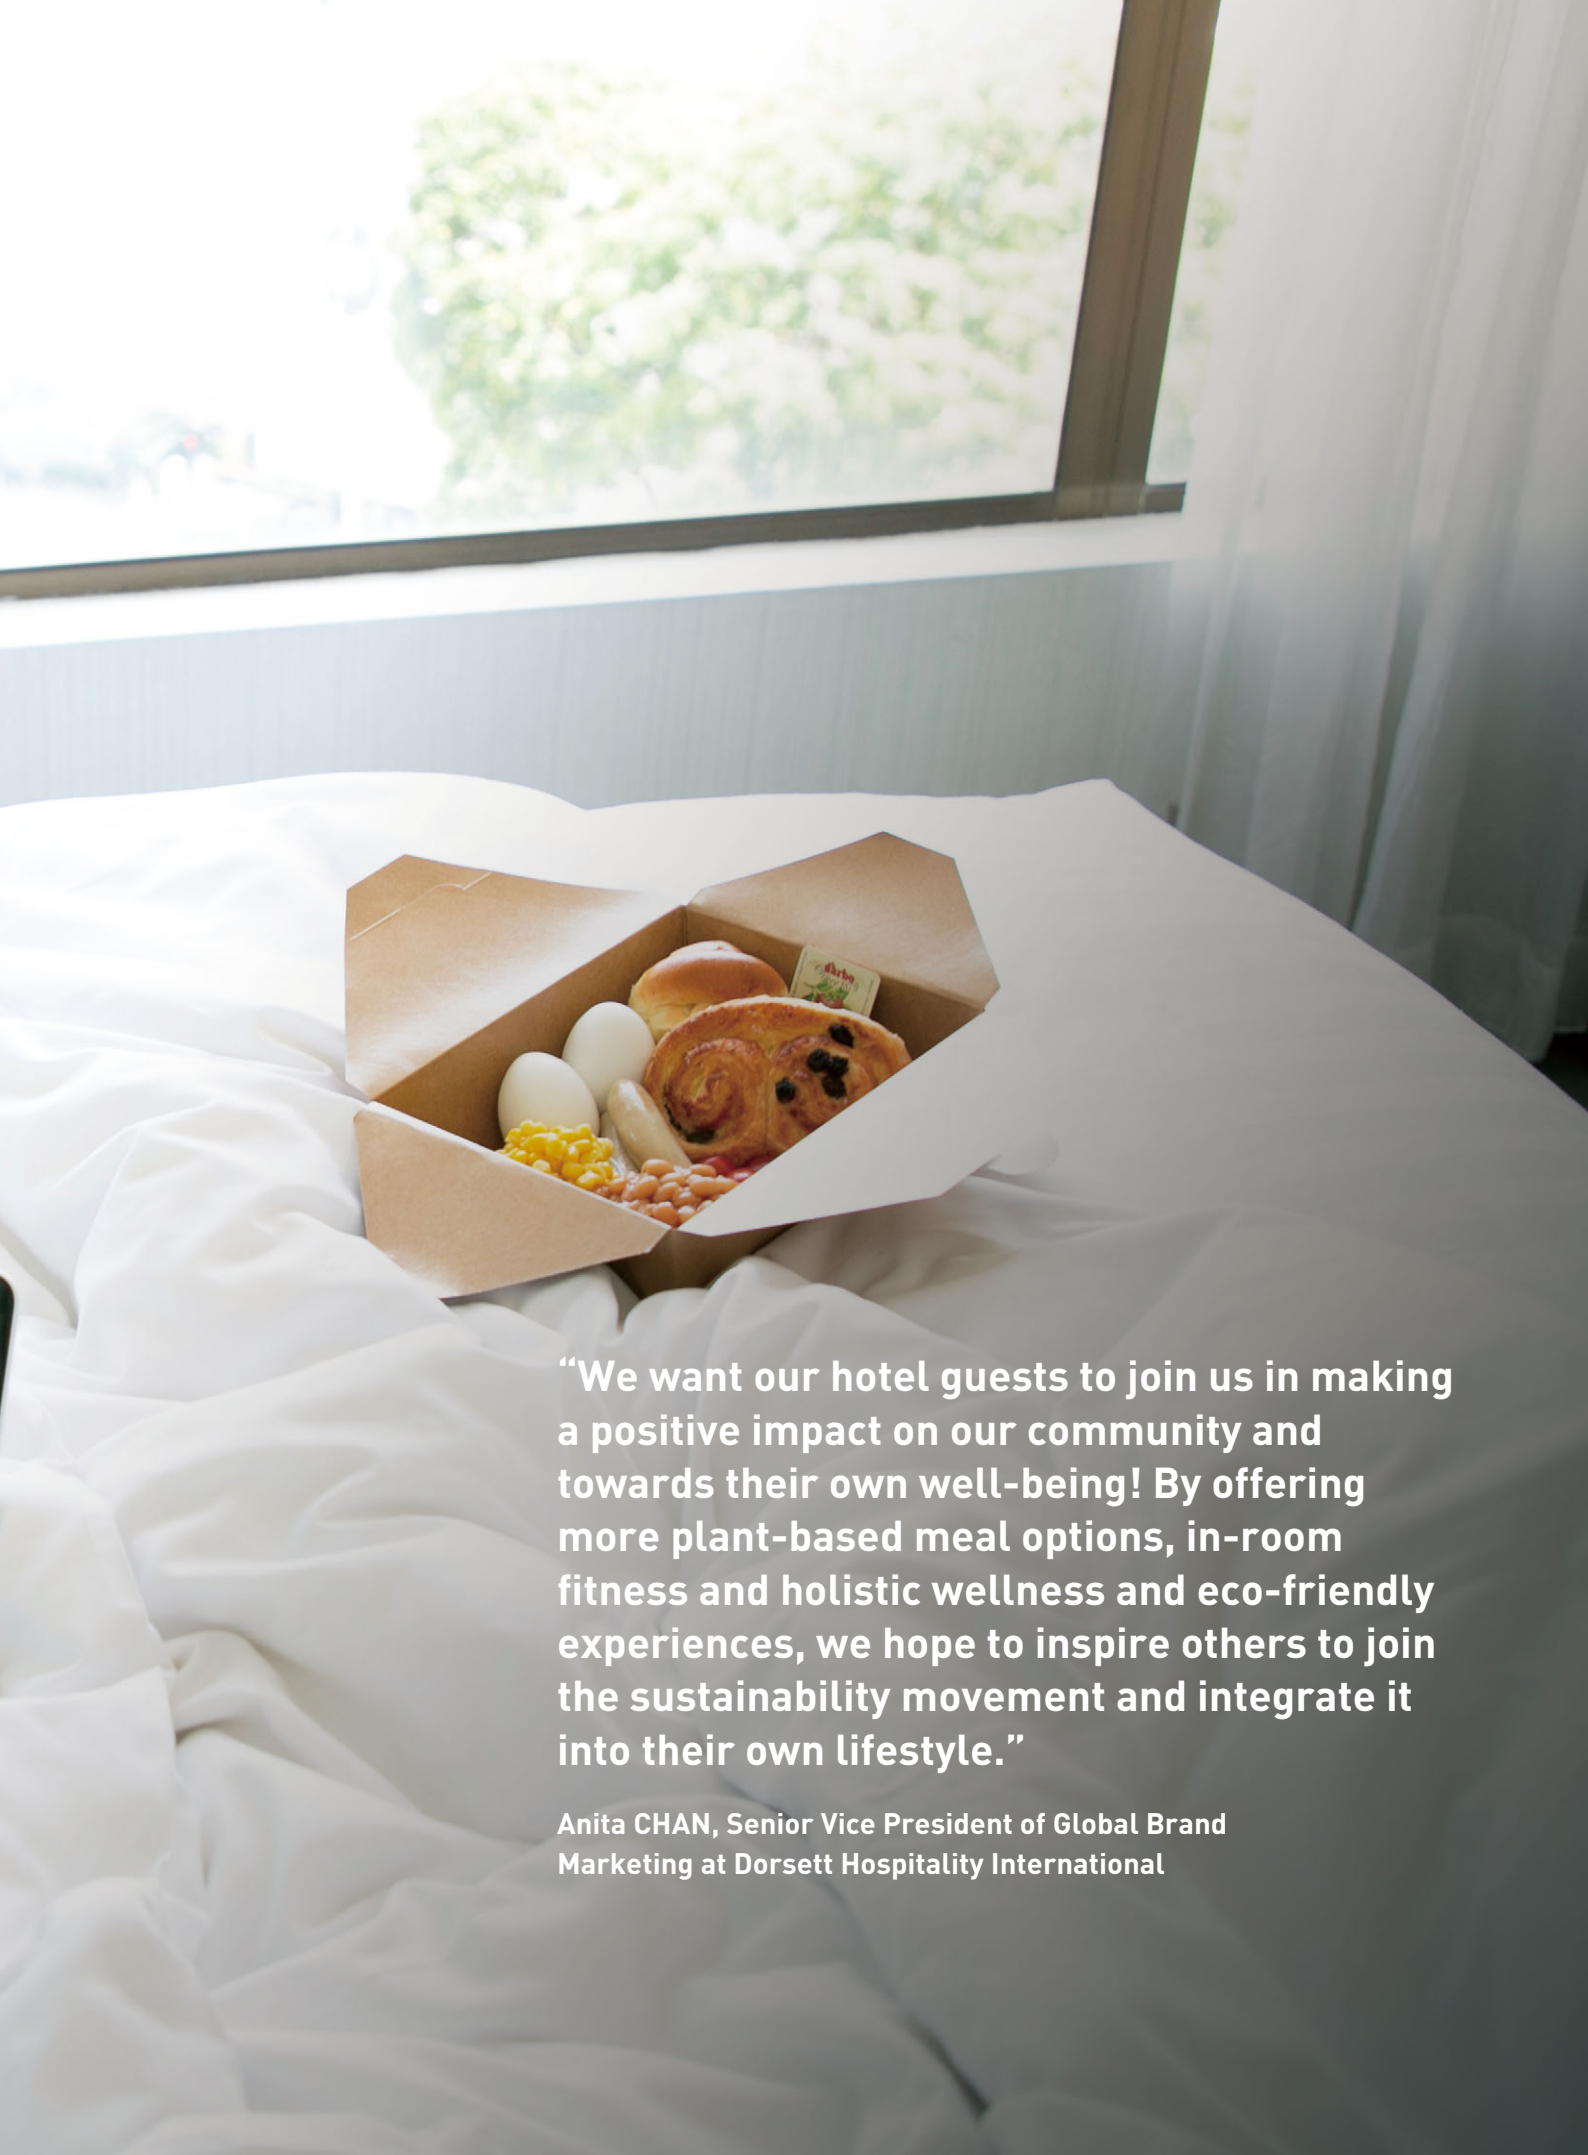 d'arbo
“We want our hotel guests to join us in making
a positive impact on our community and
towards their own well-being! By offering
more plant-based meal options, in-room
fitness and holistic wellness and eco-friendly
experiences, we hope to inspire others to join
the sustainability movement and integrate it
into their own lifestyle.”
Anita CHAN, Senior Vice President of Global Brand
Marketing at Dorsett Hospitality International